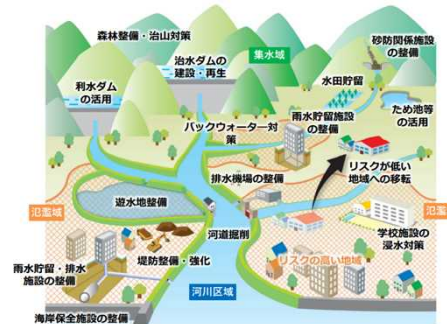 森林整備・治山対策
砂防関係施設
の整備
集水域
治水ダムの
建設・再生
水田貯留
利水ダム
の活用
ため池等
の活用
雨水貯留施設
の整備
バックウォーター対
策
リスクが低い
地域への移転
排水機場の整備
遊水地整備
氾濫域
氾濫
学校施設の
浸水対策
河道掘削
堤防整備・強化
リスクの高い地域
雨水貯留・排水
施設の整備
河川区域
海岸保全施設の整備